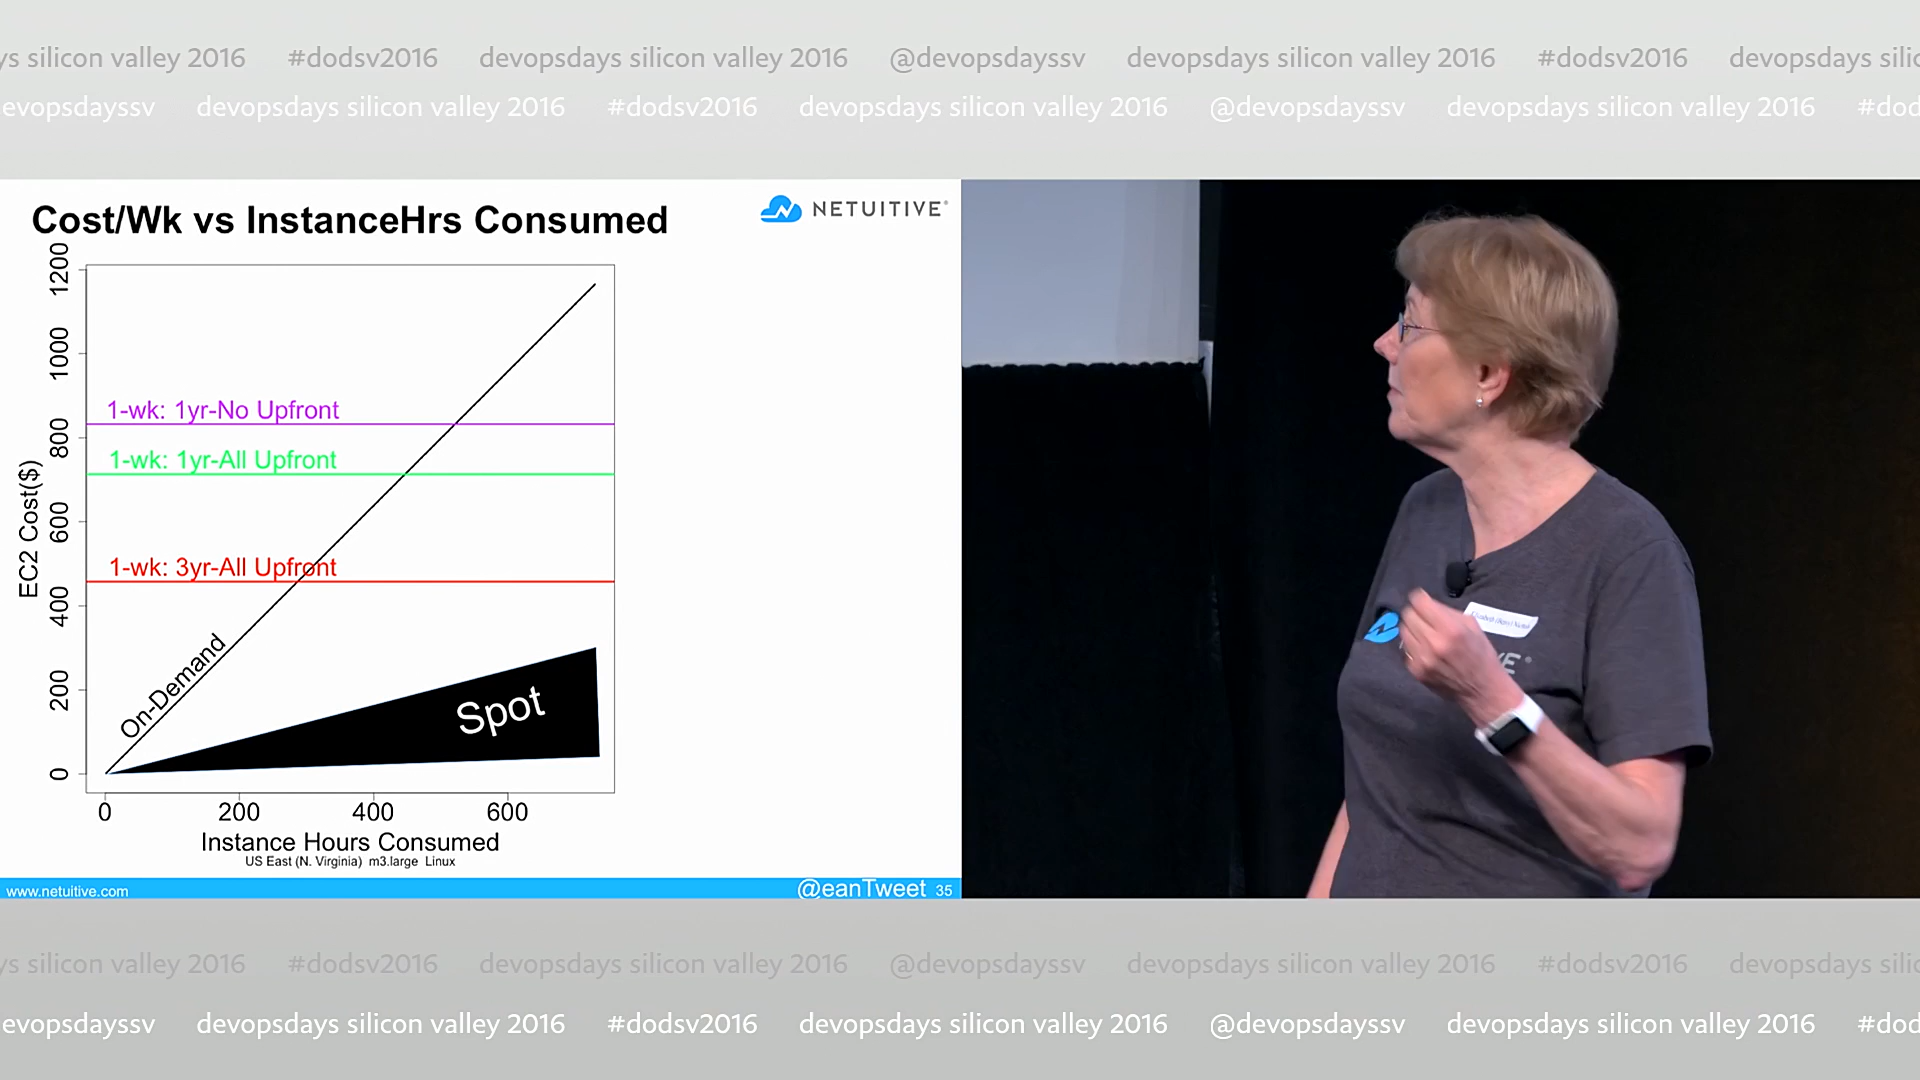 ys silicon valley 2016 #dodsv2016 devopsdays silicon valley 2016 @devopsdayssv devopsdays silicon valley 2016 #dodsv2016 devopsdays silic
evopsdayssv devopsdays silicon valley 2016 #dodsv2016 devopsdays silicon valley 2016 @devopsdayssv devopsdays silicon valley 2016 #dod
Cost/Wk vs InstanceHrs Consumed
NETUITIVE®
1200
1000
800
600
400
200
0
EC2 Cost($)
1-wk: 1yr-No Upfront
1-wk: 1yr-All Upfront
1-wk: 3yr-All Upfront
On-Demand
Spot
0 200 400 600
Instance Hours Consumed
US East (N. Virginia) m3.large Linux
www.netuitive.com
@eanTweet 35
ys silicon valley 2016 #dodsv2016 devopsdays silicon valley 2016 @devopsdayssv devopsdays silicon valley 2016 #dodsv2016 devopsdays silic
evopsdayssv devopsdays silicon valley 2016 #dodsv2016 devopsdays silicon valley 2016 @devopsdayssv devopsdays silicon valley 2016 #dod